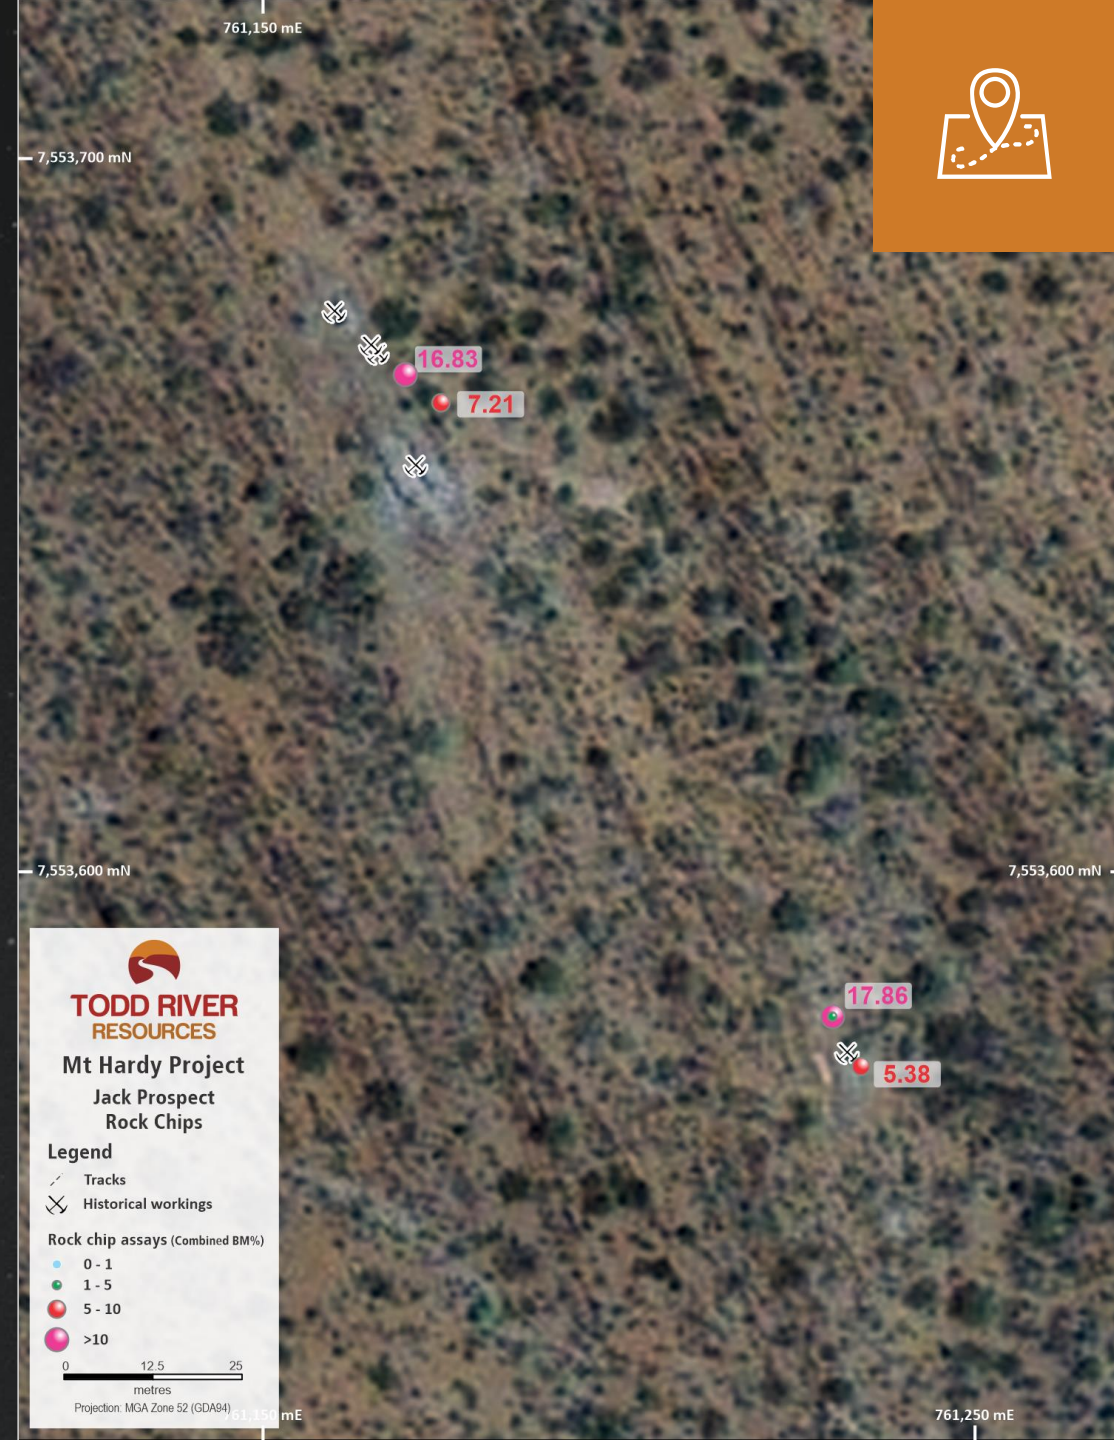 761,150 mE
7,553,700 mN
16.83
7.21
7,553,600 mN
7,553,600 mN
17.86
5.38
TODD RIVER
RESOURCES
Mt Hardy Project
Jack Prospect
Rock Chips
Legend
Tracks
Historical workings
Rock chip assays (Combined BM%)
0 - 1
1 - 5
5 - 10
>10
0 12.5 25
metres
Projection: MGA Zone 52 (GDA94)
761,150 mE
761,250 mE